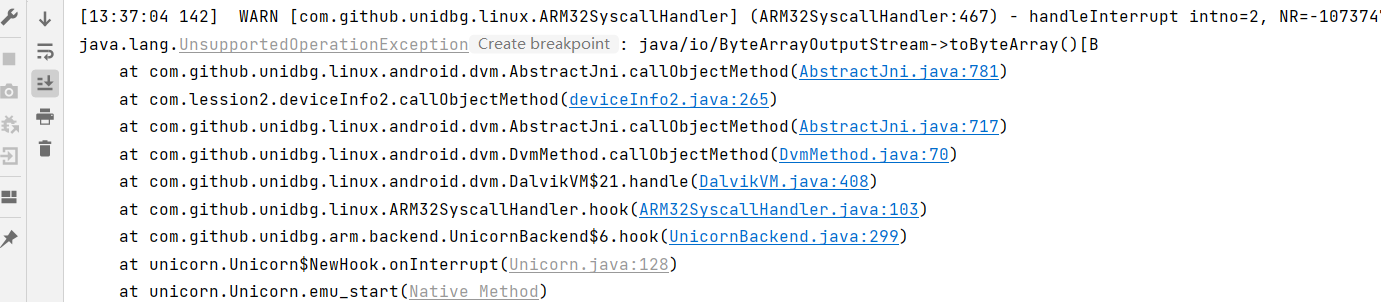 [13:37:04 142]  WARN [com.github.unidbg.linux.ARM32SyscallHandler] (ARM32SyscallHandler:467) - handleInterrupt intno=2, NR=-107374
java.lang.UnsupportedOperationException Create breakpoint : java/io/ByteArrayOutputStream->toByteArray()[B
at com.github.unidbg.linux.android.dvm.AbstractJni.callObjectMethod(AbstractJni.java:781)
at com.lession2.deviceInfo2.callObjectMethod(deviceInfo2.java:265)
at com.github.unidbg.linux.android.dvm.AbstractJni.callObjectMethod(AbstractJni.java:717)
at com.github.unidbg.linux.android.dvm.DvmMethod.callObjectMethod(DvmMethod.java:70)
at com.github.unidbg.linux.android.dvm.DalvikVM$21.handle(DalvikVM.java:408)
at com.github.unidbg.linux.ARM32SyscallHandler.hook(ARM32SyscallHandler.java:103)
at com.github.unidbg.arm.backend.UnicornBackend$6.hook(UnicornBackend.java:299)
at unicorn.Unicorn$NewHook.onInterrupt(Unicorn.java:128)
at unicorn.Unicorn.emu_start(Native Method)